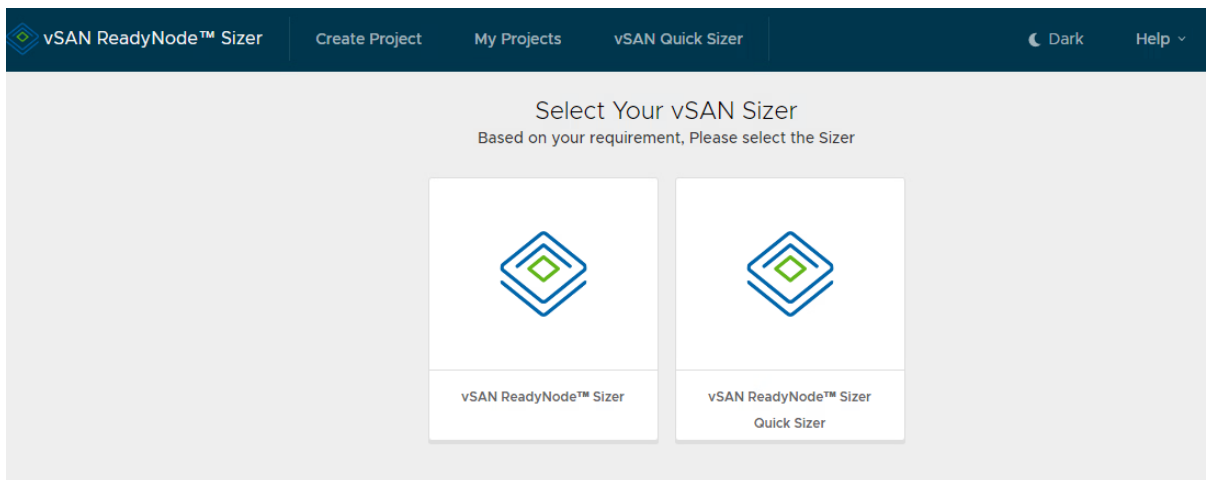 vSAN ReadyNode™ Sizer Create Project My Projects vSAN Quick Sizer Dark Help
Select Your vSAN Sizer
Based on your requirement, Please select the Sizer
vSAN ReadyNode™ Sizer
vSAN ReadyNode™ Sizer
Quick Sizer